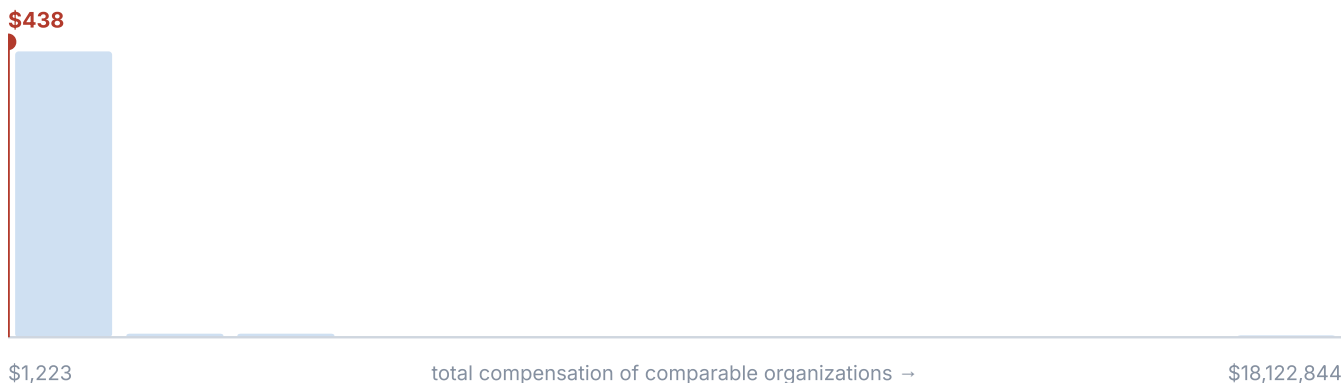 $438
$1,223 total compensation of comparable organizations → $18,122,844